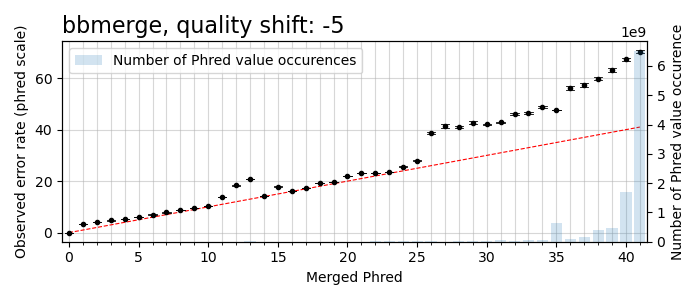 bbmerge, quality shift: -5
1e9
Number of Phred value occurences
Observed error rate (phred scale)
60
40
20
0
6
5
4
3
2
1
0
Number of Phred value occurence
0 5 10 15 20 25 30 35 40
Merged Phred